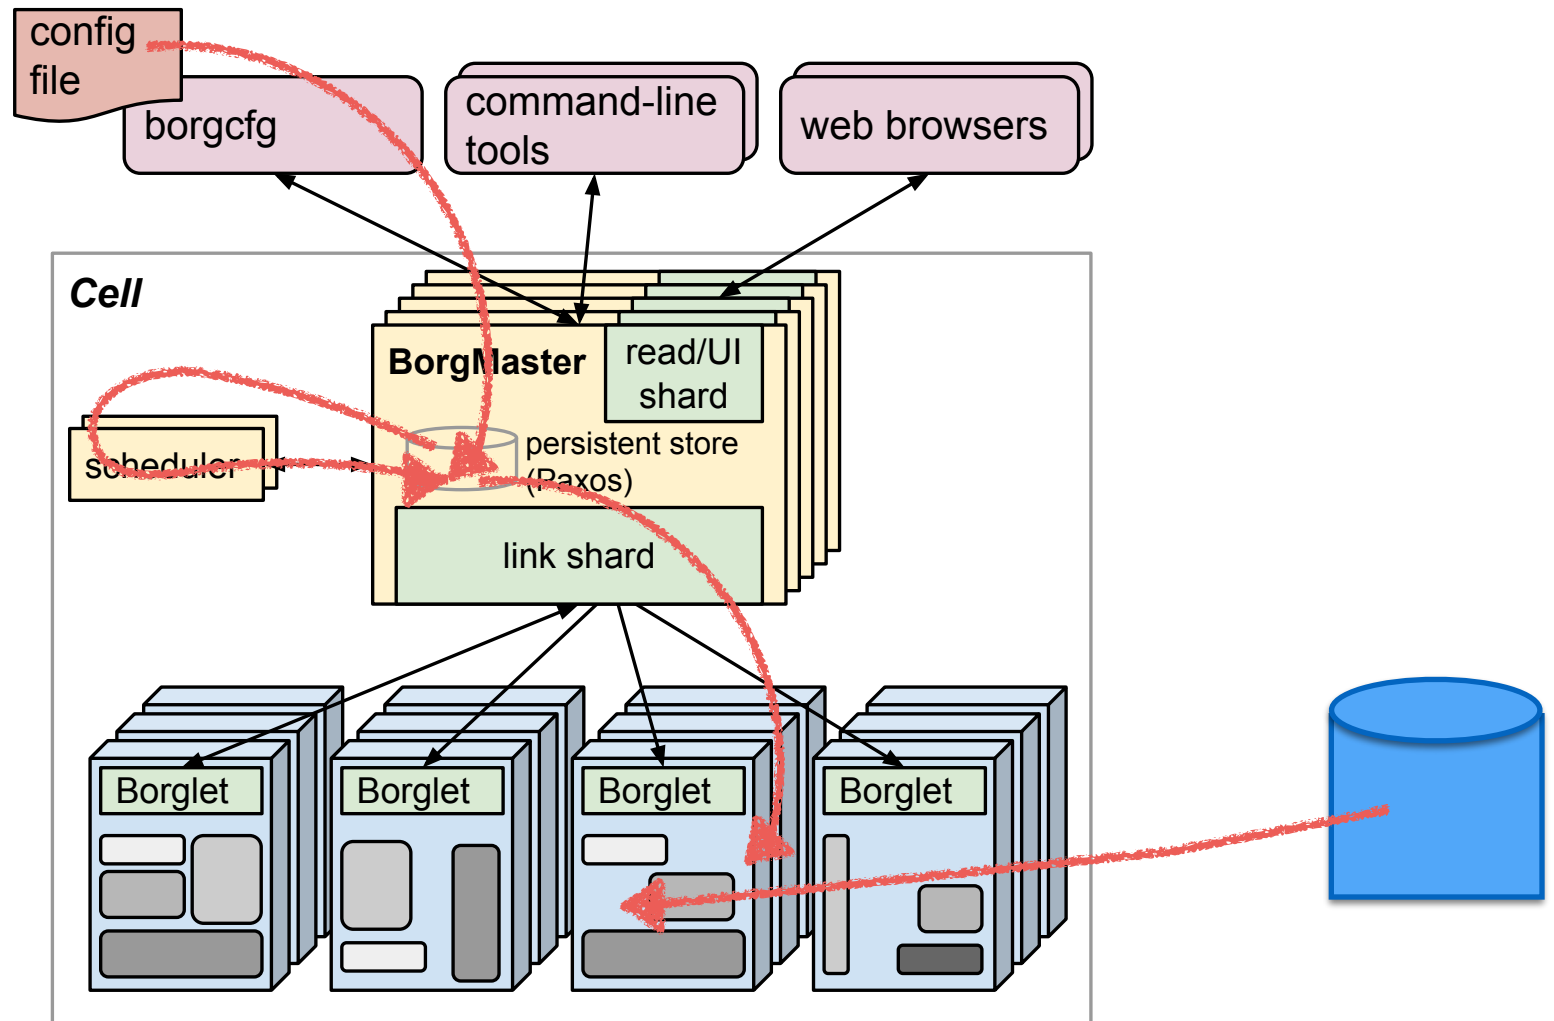 config
file
borgcfg
command-line
tools
web browsers
Cell
BorgMaster
read/UI
shard
scheduler
persistent store
(Paxos)
link shard
Borglet
Borglet
Borglet
Borglet